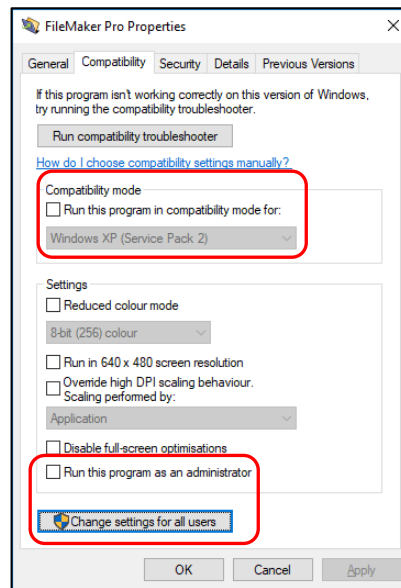 FileMaker Pro Properties
General Compatibility Security Details Previous Versions
If this program isn't working correctly on this version of Windows,
try running the compatibility troubleshooter.
Run compatibility troubleshooter
How do I choose compatibility settings manually?
Compatibility mode
Run this program in compatibility mode for:
Windows XP (Service Pack 2)
Settings
Reduced colour mode
8-bit (256) colour
Run in 640 x 480 screen resolution
Override high DPI scaling behaviour.
Scaling performed by:
Application
Disable full-screen optimisations
Run this program as an administrator
Change settings for all users
OK Cancel Apply